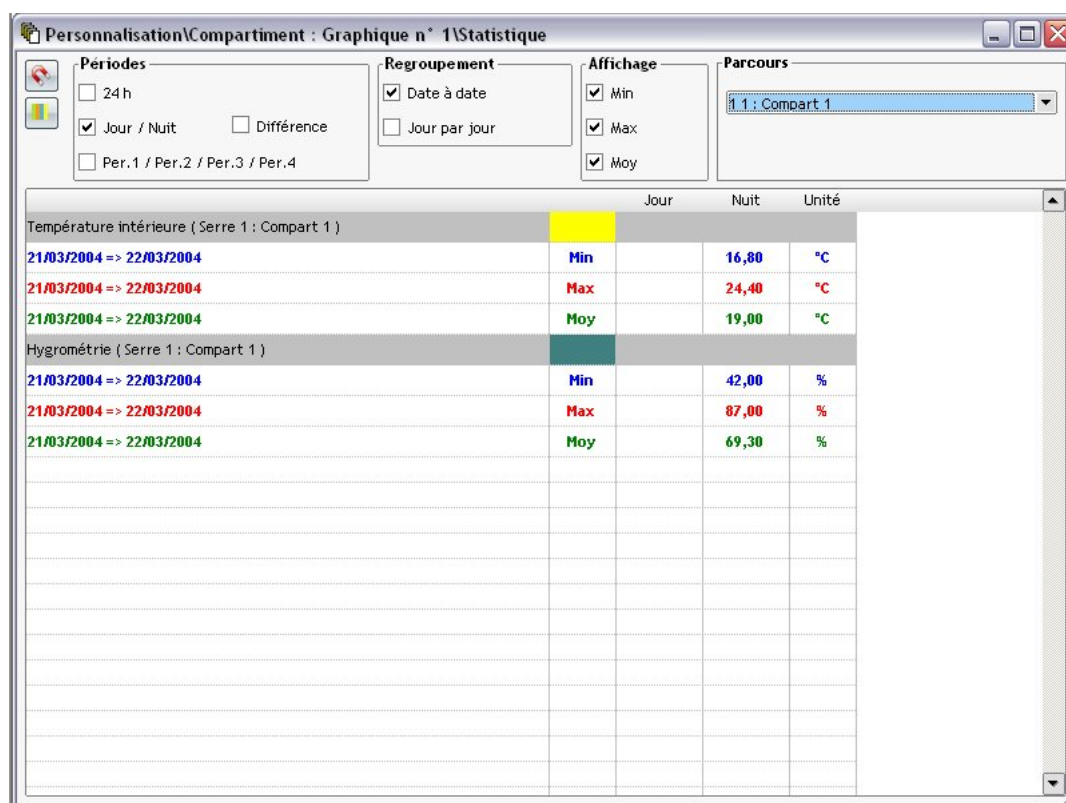 Personnalisation\Compartiment : Graphique n° 1\Statistique
Périodes
24 h
Jour / Nuit Différence
Per.1 / Per.2 / Per.3 / Per.4
Regroupement
Date à date
Jour par jour
Affichage
Min
Max
Moy
Parcours
1 1 : Compart 1
Jour Nuit Unité
Température intérieure ( Serre 1 : Compart 1 )
21/03/2004 => 22/03/2004 Min 16,80 °C
21/03/2004 => 22/03/2004 Max 24,40 °C
21/03/2004 => 22/03/2004 Moy 19,00 °C
Hygrométrie ( Serre 1 : Compart 1 )
21/03/2004 => 22/03/2004 Min 42,00 %
21/03/2004 => 22/03/2004 Max 87,00 %
21/03/2004 => 22/03/2004 Moy 69,30 %